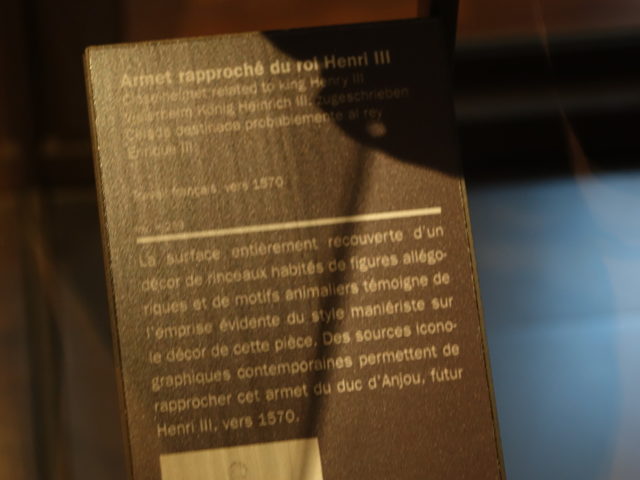 Armet rapproché du roi Henri III
Close helmet related to king Henry III
Visierhelm König Heinrich III. zugeschrieben
Celada destinada probablemente al rey
Enrique III
Travail français, vers 1570
La surface entièrement recouverte d'un
décor de rinceaux habités de figures allégo-
riques et de motifs animaliers témoigne de
l'emprise évidente du style maniériste sur
le décor de cette pièce. Des sources icono-
graphiques contemporaines permettent de
rapprocher cet armet du duc d'Anjou, futur
Henri III, vers 1570.